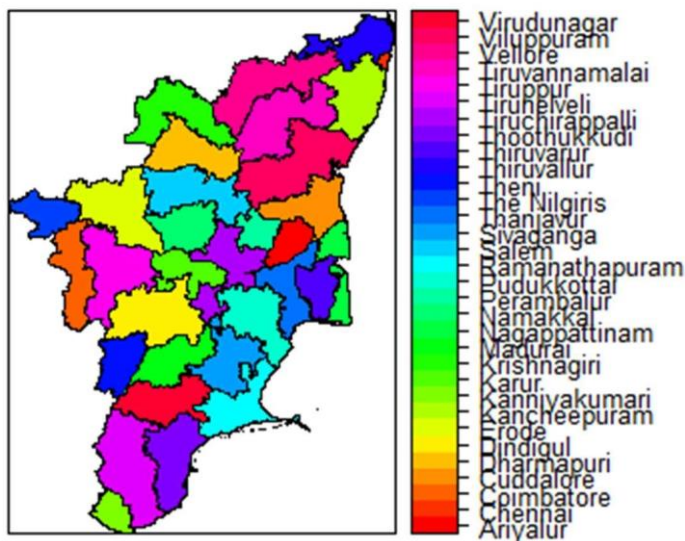 Virudunagar
Viluppuram
Vellore
Tiruvannamalai
Tiruppur
Tirunelveli
Tiruchirappalli
Thoothukkudi
Thiruvarur
Thiruvallur
Theni
The Nilgiris
Thanjavur
Sivaganga
Salem
Ramanathapuram
Pudukkottai
Perambalur
Namakkal
Nagappattinam
Madurai
Krishnagiri
Karur
Kanniyakumari
Kancheepuram
Erode
Dindigul
Dharmapuri
Cuddalore
Coimbatore
Chennai
Ariyalur